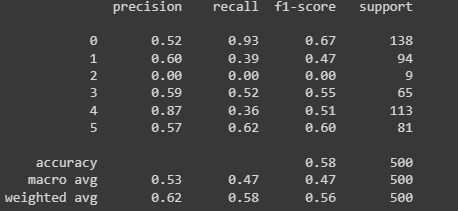 precision recall f1-score support
0 0.52 0.93 0.67 138
1 0.60 0.39 0.47 94
2 0.00 0.00 0.00 9
3 0.59 0.52 0.55 65
4 0.87 0.36 0.51 113
5 0.57 0.62 0.60 81
accuracy 0.58 500
macro avg 0.53 0.47 0.47 500
weighted avg 0.62 0.58 0.56 500